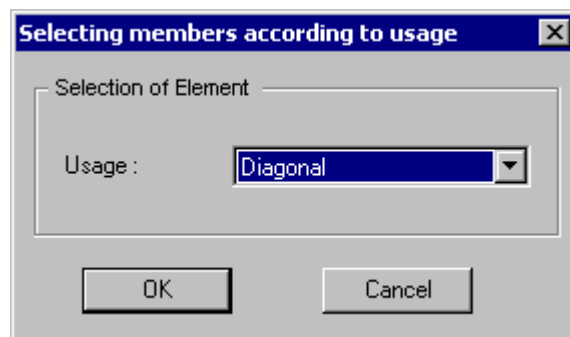 Selecting members according to usage
Selection of Element
Usage : Diagonal
OK Cancel